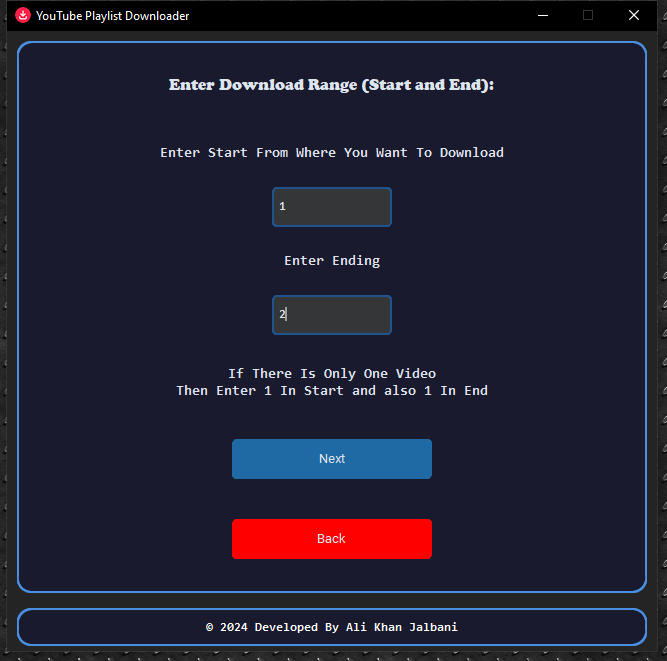 YouTube Playlist Downloader
Enter Download Range (Start and End):
Enter Start From Where You Want To Download
1
Enter Ending
2
If There Is Only One Video
Then Enter 1 In Start and also 1 In End
Next
Back
© 2024 Developed By Ali Khan Jalbani